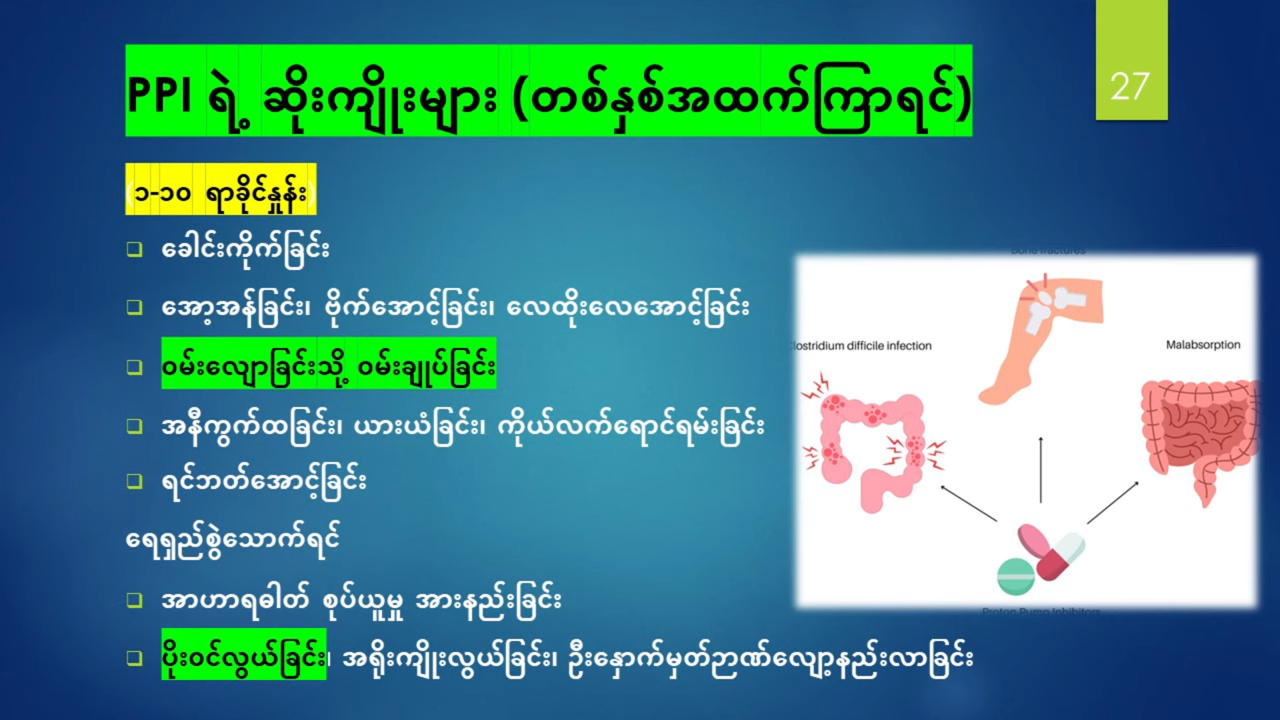 PPI ရဲ့ ဆိုးကျိုးများ (တစ်နှစ်အထက်ကြာရင်)
27
(၁-၁၀ ရာခိုင်နှုန်း)
ခေါင်းကိုက်ခြင်း
အော့အန်ခြင်း၊ ဗိုက်အောင့်ခြင်း၊ လေထိုးလေအောင့်ခြင်း
ဝမ်းလျောခြင်းသို့ ဝမ်းချုပ်ခြင်း
အနီကွက်ထခြင်း၊ ယားယံခြင်း၊ ကိုယ်လက်ရောင်ရမ်းခြင်း
ရင်ဘတ်အောင့်ခြင်း
ရေရှည်စွဲသောက်ရင်
အာဟာရဓါတ် စုပ်ယူမှု အားနည်းခြင်း
ပိုးဝင်လွယ်ခြင်း၊ အရိုးကျိုးလွယ်ခြင်း၊ ဦးနှောက်မှတ်ဉာဏ်လျော့နည်းလာခြင်း
Bone fractures
Clostridium difficile infection
Malabsorption
Proton Pump Inhibitors